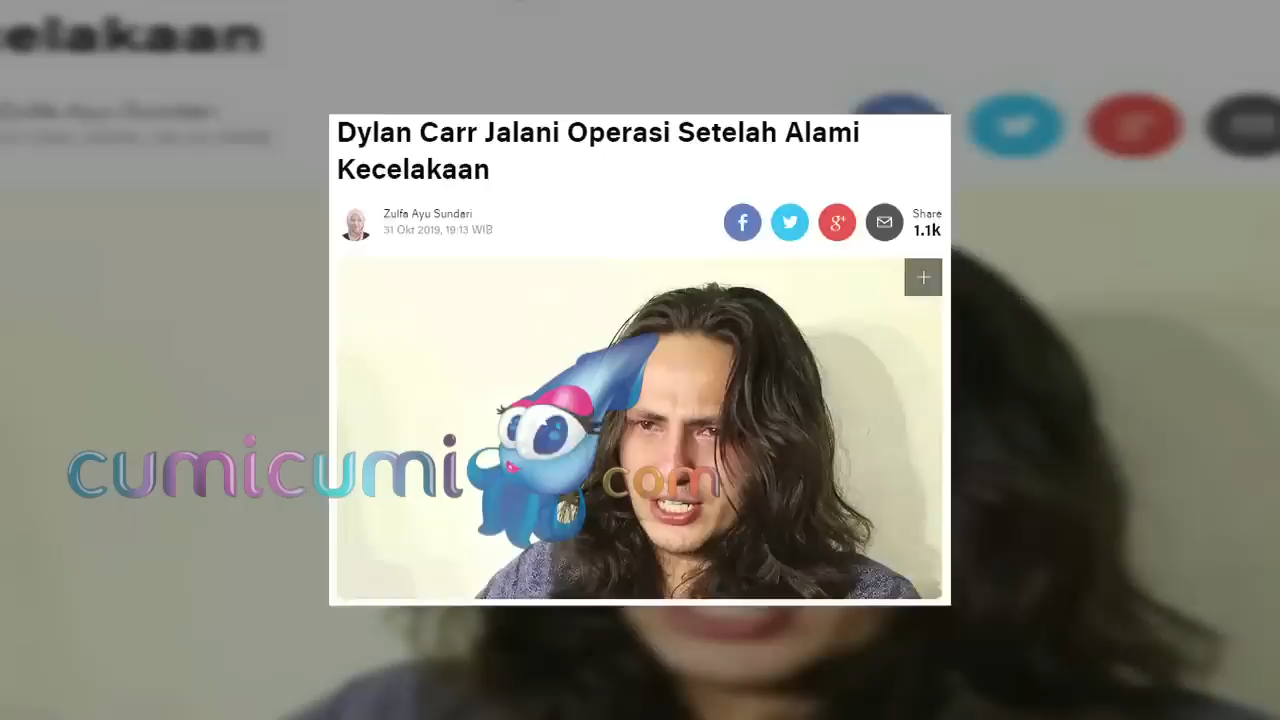 celakaan
Dylan Carr Jalani Operasi Setelah Alami
Kecelakaan
Zulfa Ayu Sundari
31 Okt 2019, 19:13 WIB
f
g+
Share
1.1k
+
cumicumi.com